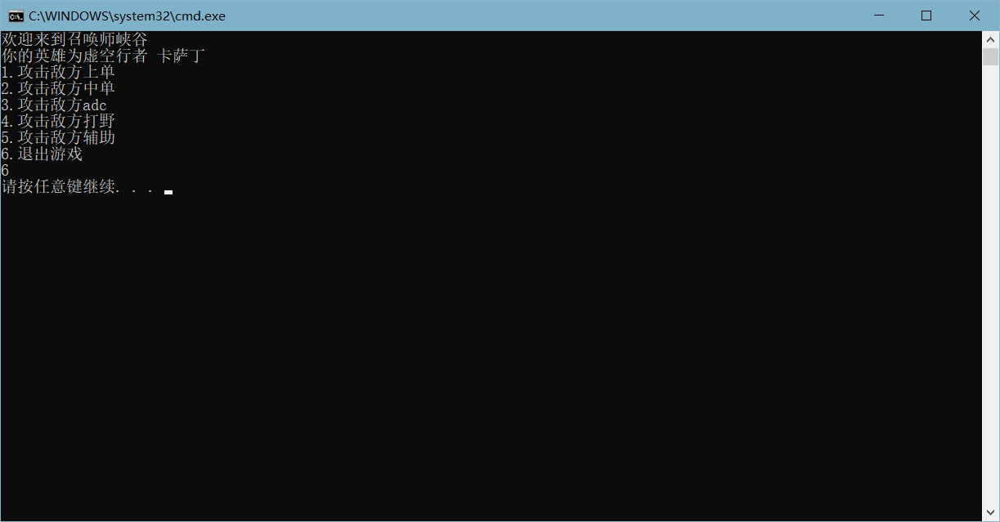 C:\WINDOWS\system32\cmd.exe
欢迎来到召唤师峡谷
你的英雄为虚空行者 卡萨丁
1.攻击敌方上单
2.攻击敌方中单
3.攻击敌方adc
4.攻击敌方打野
5.攻击敌方辅助
6.退出游戏
6
请按任意键继续. . .